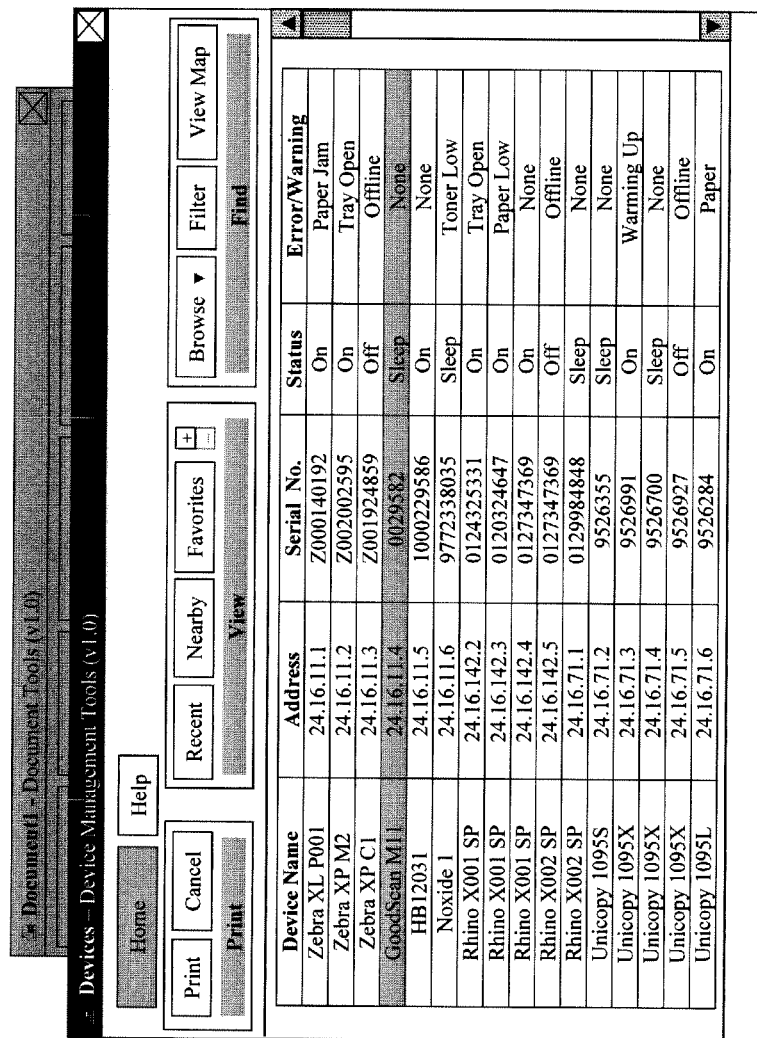 Document1 - Document Tools (v1.0)
Devices – Device Management Tools (v1.0)
Home Help
Print Cancel Recent Nearby Favorites + − Browse ▼ Filter View Map
Print View Find
Device Name Address Serial No. Status Error/Warning
Zebra XL P001 24.16.11.1 Z000140192 On Paper Jam
Zebra XP M2 24.16.11.2 Z002002595 On Tray Open
Zebra XP C1 24.16.11.3 Z001924859 Off Offline
GoodScan M11 24.16.11.4 0029582 Sleep None
HB12031 24.16.11.5 1000229586 On None
Noxide 1 24.16.11.6 9772338035 Sleep Toner Low
Rhino X001 SP 24.16.142.2 0124325331 On Tray Open
Rhino X001 SP 24.16.142.3 0120324647 On Paper Low
Rhino X001 SP 24.16.142.4 0127347369 On None
Rhino X002 SP 24.16.142.5 0127347369 Off Offline
Rhino X002 SP 24.16.71.1 0129984848 Sleep None
Unicopy 1095S 24.16.71.2 9526355 Sleep None
Unicopy 1095X 24.16.71.3 9526991 On Warming Up
Unicopy 1095X 24.16.71.4 9526700 Sleep None
Unicopy 1095X 24.16.71.5 9526927 Off Offline
Unicopy 1095L 24.16.71.6 9526284 On Paper